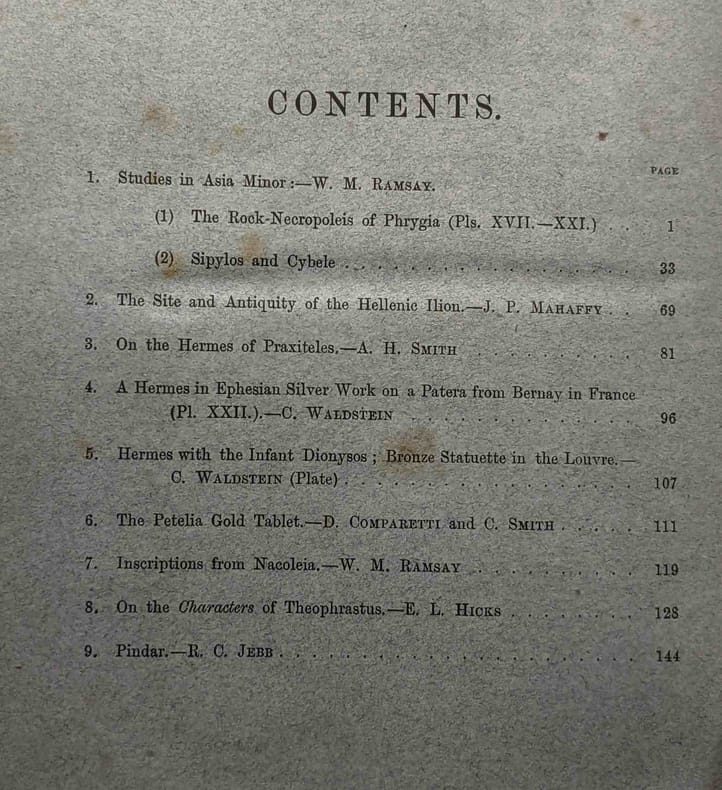 CONTENTS.
PAGE
1. Studies in Asia Minor:—W. M. RAMSAY.
(1) The Rock-Necropoleis of Phrygia (Pls. XVII.—XXI.) . . 1
(2) Sipylos and Cybele . . . . . . . . . . . . . . . . . . 33
2. The Site and Antiquity of the Hellenic Ilion.—J. P. MAHAFFY . . 69
3. On the Hermes of Praxiteles.—A. H. SMITH . . . . . . . . . . 81
4. A Hermes in Ephesian Silver Work on a Patera from Bernay in France
(Pl. XXII.).—C. WALDSTEIN . . . . . . . . . . . . . 96
5. Hermes with the Infant Dionysos ; Bronze Statuette in the Louvre.—
C. WALDSTEIN (Plate) . . . . . . . . . . . . . . . . . 107
6. The Petelia Gold Tablet.—D. COMPARETTI and C. SMITH . . . . . 111
7. Inscriptions from Nacoleia.—W. M. RAMSAY . . . . . . . . . . 119
8. On the Characters of Theophrastus.—E. L. HICKS . . . . . . . . 128
9. Pindar.—R. C. JEBB . . . . . . . . . . . . . . . . . . . . . 144